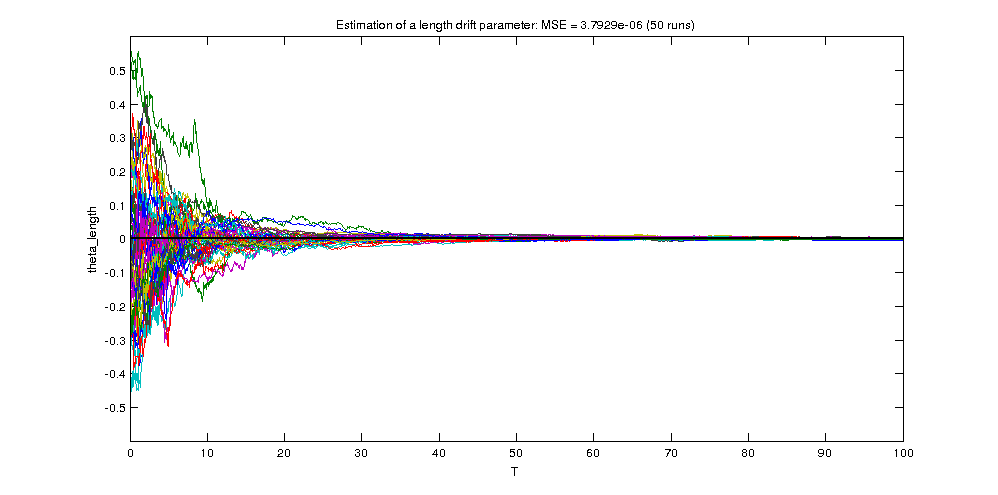 Estimation of a length drift parameter: MSE = 3.7929e-06 (50 runs)
0.5
0.4
0.3
0.2
0.1
0
-0.1
-0.2
-0.3
-0.4
-0.5
theta_length
0 10 20 30 40 50 60 70 80 90 100
T